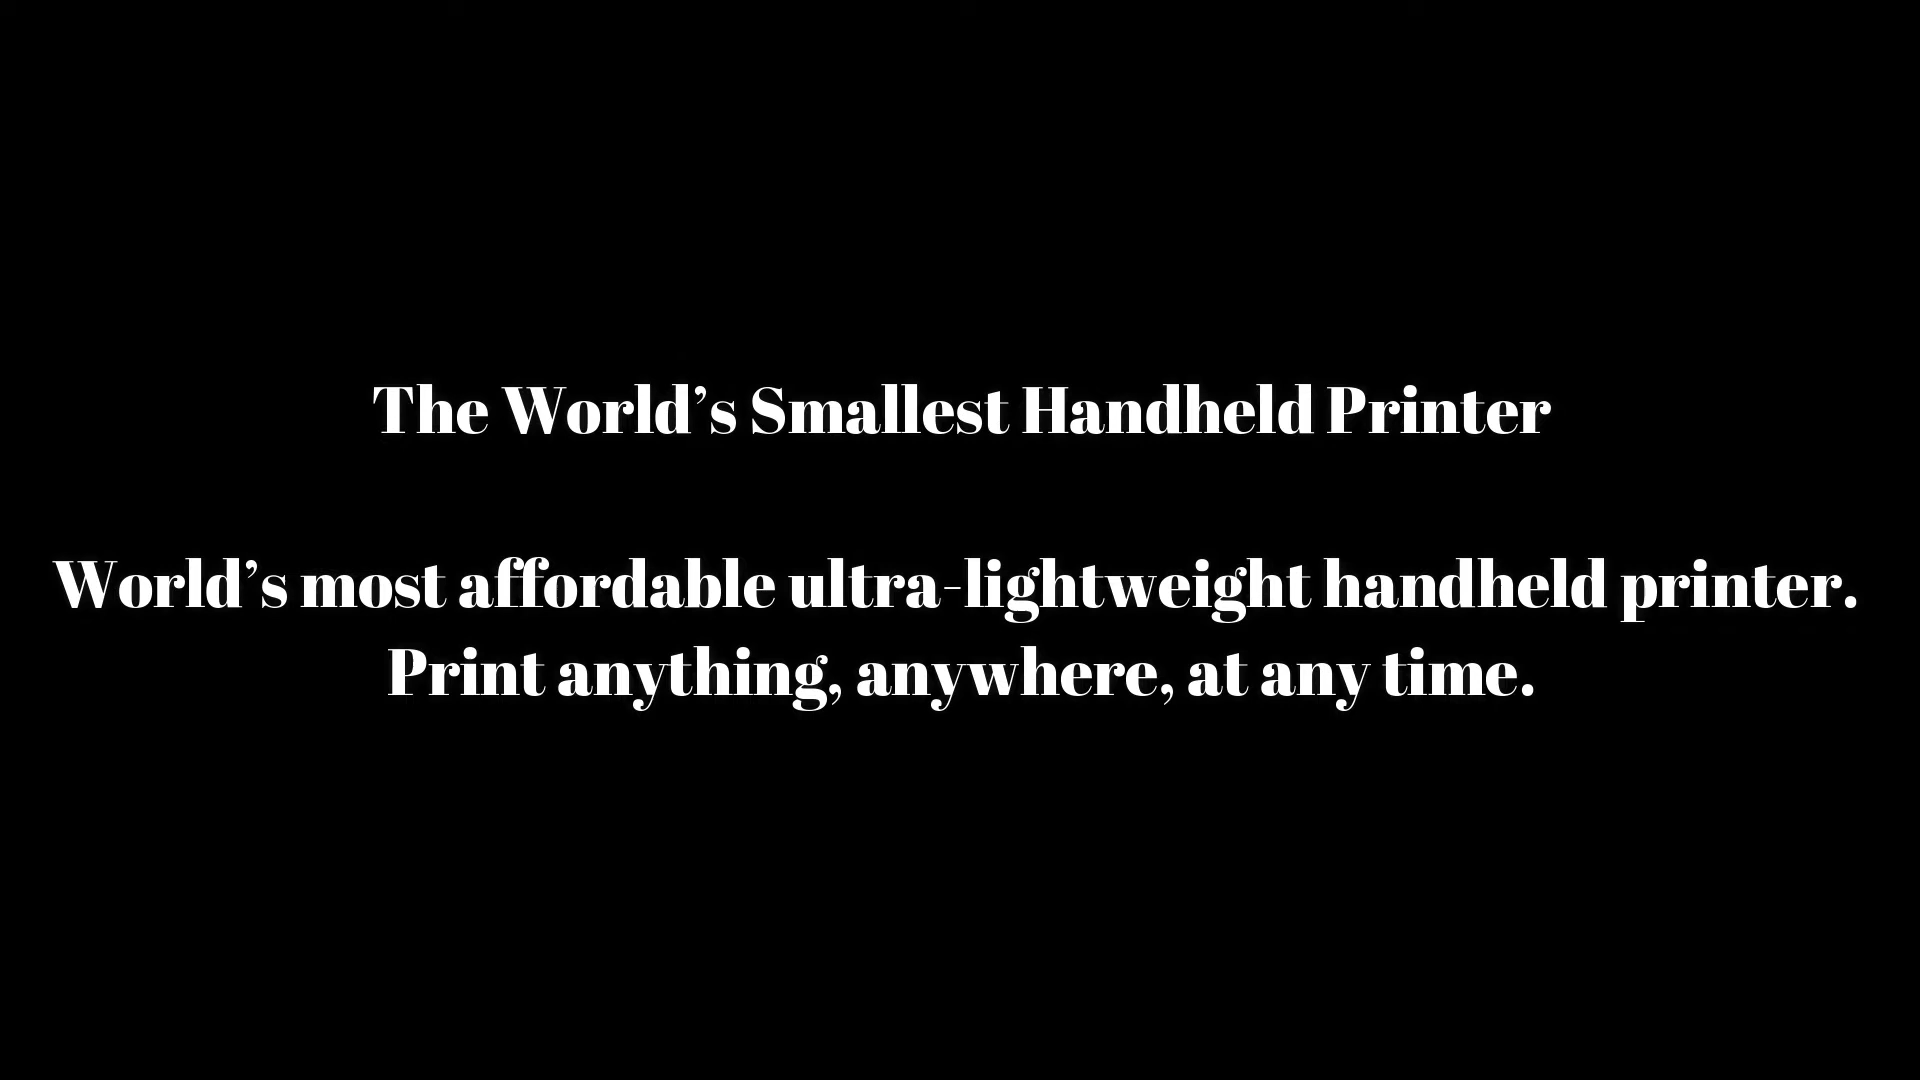 The World’s Smallest Handheld Printer
World’s most affordable ultra-lightweight handheld printer.
Print anything, anywhere, at any time.